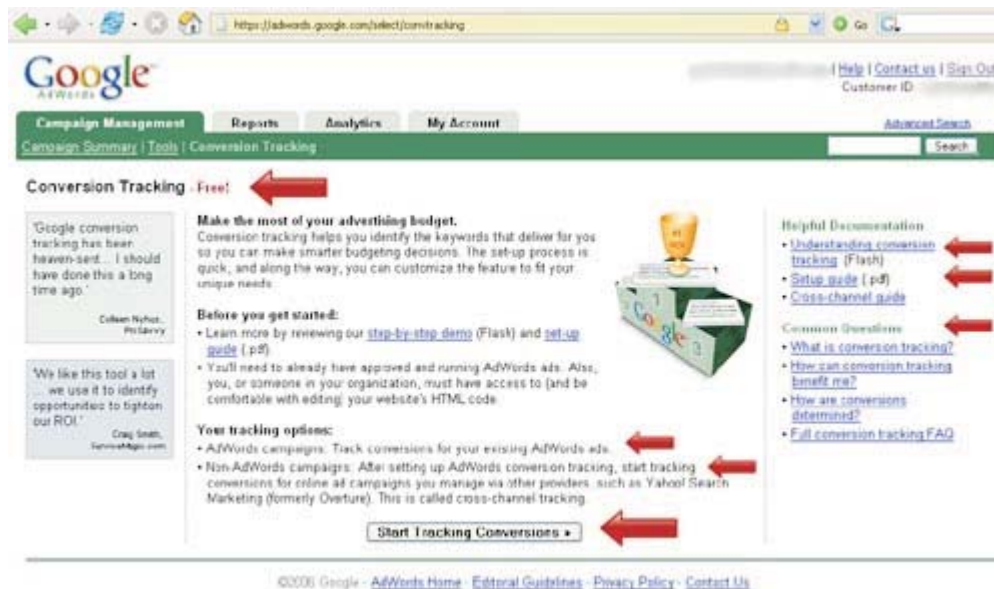 https://adwords.google.com/select/convtracking
Go
Google
AdWords
| Help | Contact us | Sign Out
Customer ID
Campaign Management
Reports
Analytics
My Account
Advanced Search
Campaign Summary | Tools | Conversion Tracking
Search
Conversion Tracking - Free!
"Google conversion
tracking has been
heaven-sent... I should
have done this a long
time ago."
Colleen
"We like this tool a lot
... we use it to identify
opportunities to tighten
our ROI."
Craig Smith,
ServiceMagic.com
Make the most of your advertising budget.
Conversion tracking helps you identify the keywords that deliver for you
so you can make smarter budgeting decisions. The set-up process is
quick, and along the way, you can customize the feature to fit your
unique needs.
Before you get started:
• Learn more by reviewing our step-by-step demo (Flash) and set-up
guide (.pdf).
• You'll need to already have approved and running AdWords ads. Also,
you, or someone in your organization, must have access to (and be
comfortable with editing) your website's HTML code.
Your tracking options:
• AdWords campaigns: Track conversions for your existing AdWords ads.
• Non-AdWords campaigns: After setting up AdWords conversion tracking, start tracking
conversions for online ad campaigns you manage via other providers, such as Yahoo! Search
Marketing (formerly Overture). This is called cross-channel tracking.
Start Tracking Conversions »
Google
Helpful Documentation
• Understanding conversion
tracking (Flash)
• Setup guide (.pdf)
• Cross-channel guide
Common Questions
• What is conversion tracking?
• How can conversion tracking
benefit me?
• How are conversions
determined?
• Full conversion tracking FAQ
©2006 Google - AdWords Home - Editorial Guidelines - Privacy Policy - Contact Us